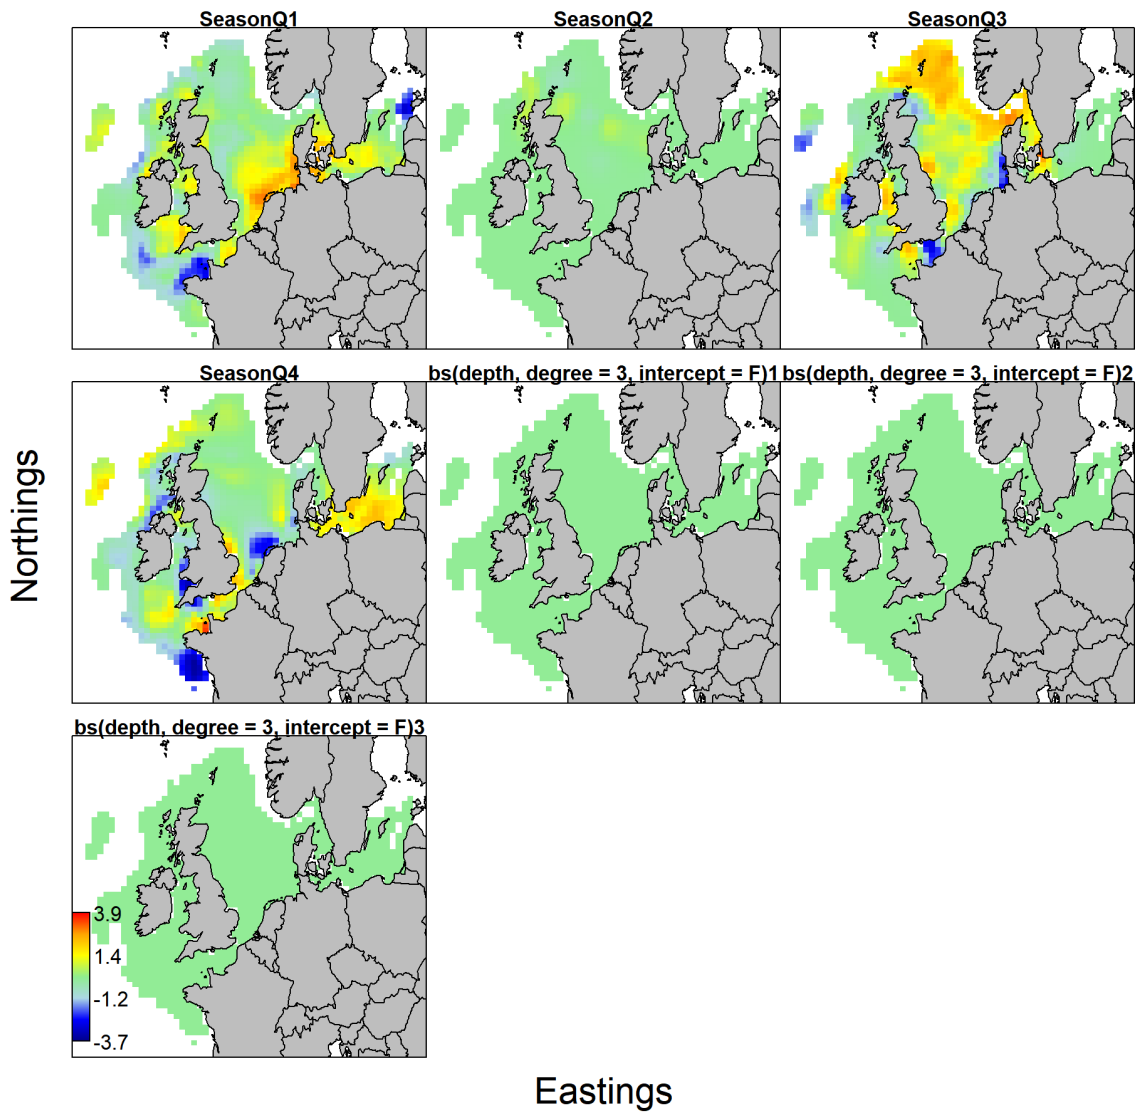 SeasonQ1
SeasonQ2
SeasonQ3
SeasonQ4
bs(depth, degree = 3, intercept = F)1
bs(depth, degree = 3, intercept = F)2
bs(depth, degree = 3, intercept = F)3
3.9
1.4
-1.2
-3.7
Northings
Eastings